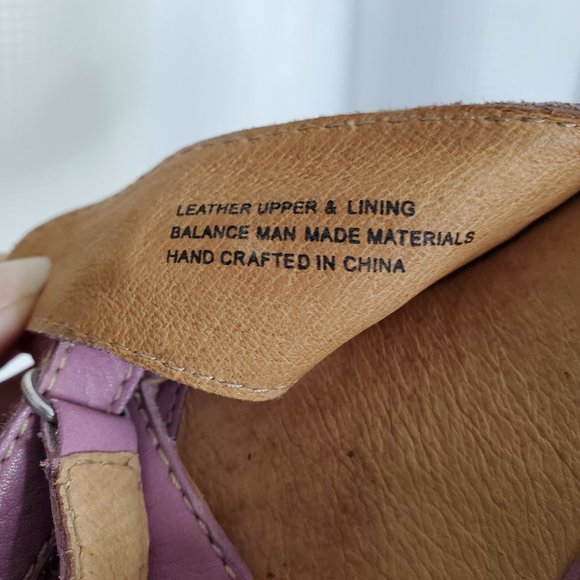 LEATHER UPPER & LINING
BALANCE MAN MADE MATERIALS
HAND CRAFTED IN CHINA